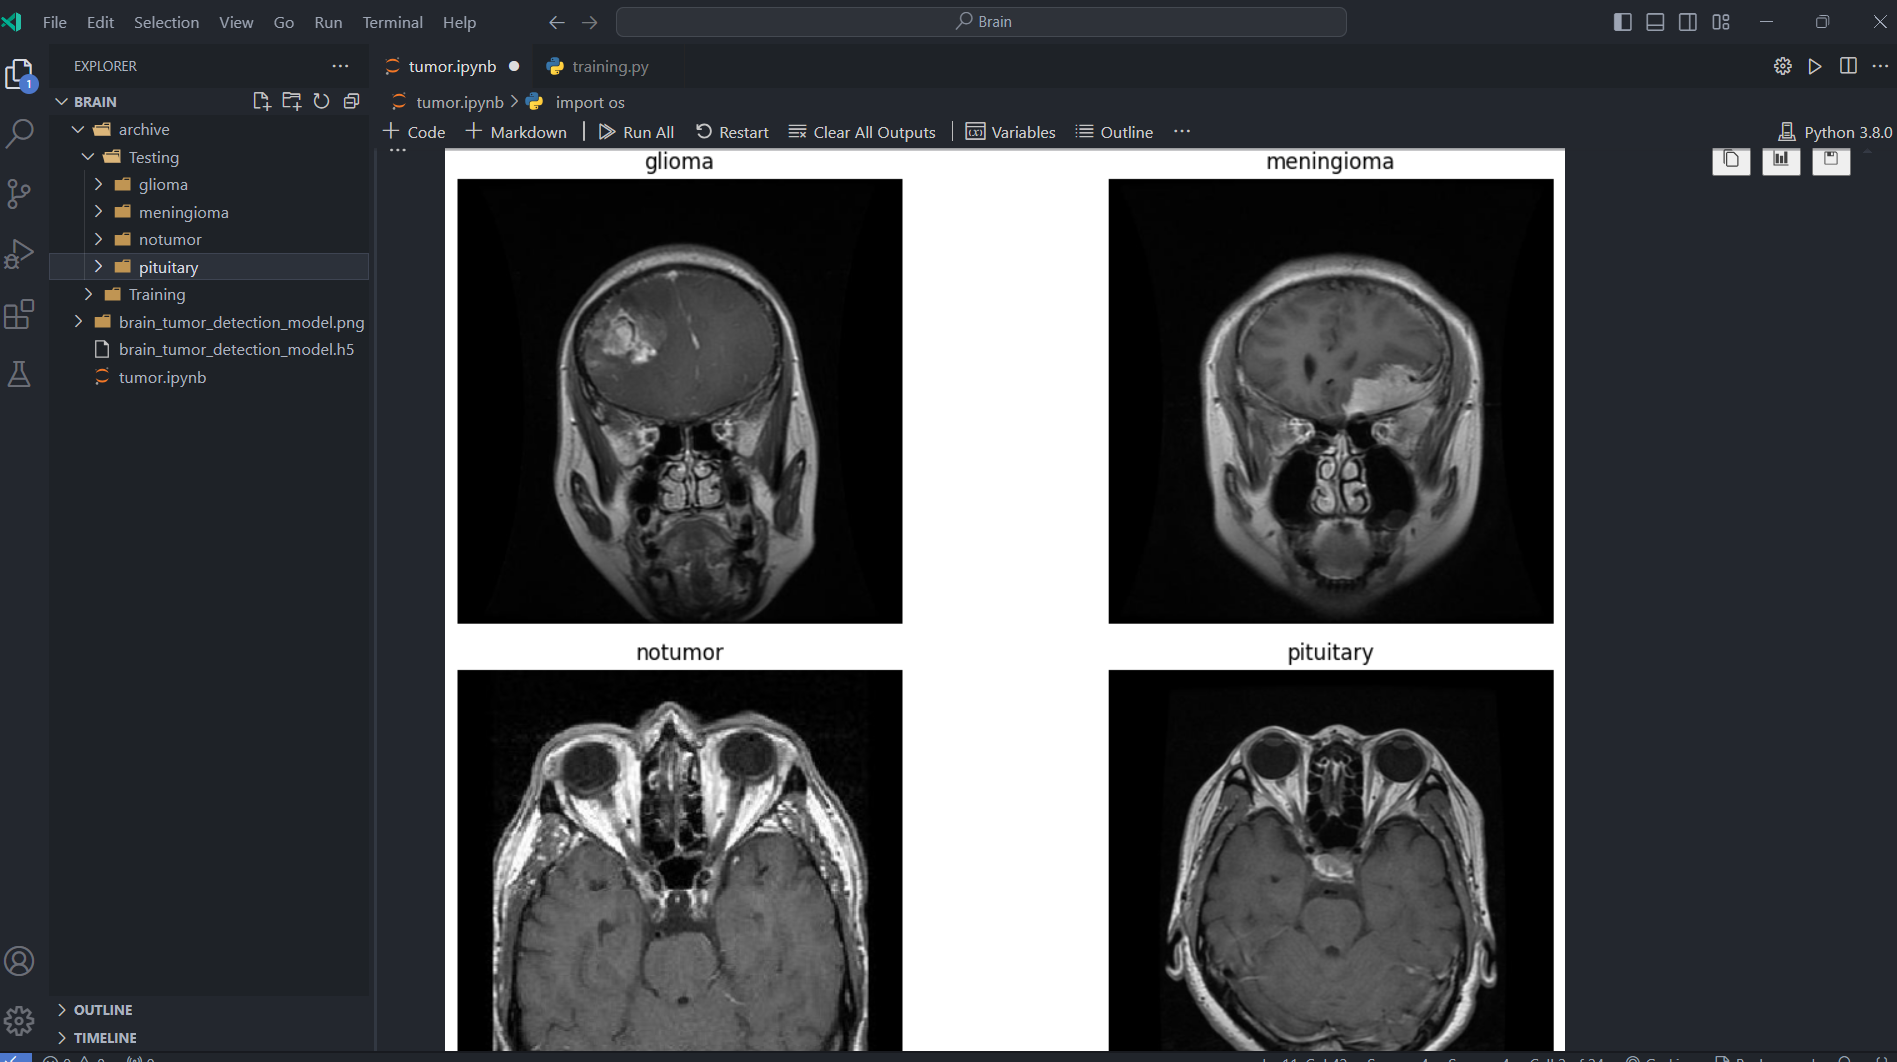 File Edit Selection View Go Run Terminal Help
Brain
EXPLORER
tumor.ipynb
training.py
1
BRAIN
tumor.ipynb > import os
+ Code + Markdown | Run All Restart Clear All Outputs | Variables Outline ...
Python 3.8.0
archive
Testing
glioma
meningioma
notumor
pituitary
Training
brain_tumor_detection_model.png
brain_tumor_detection_model.h5
tumor.ipynb
glioma
meningioma
notumor
pituitary
OUTLINE
TIMELINE